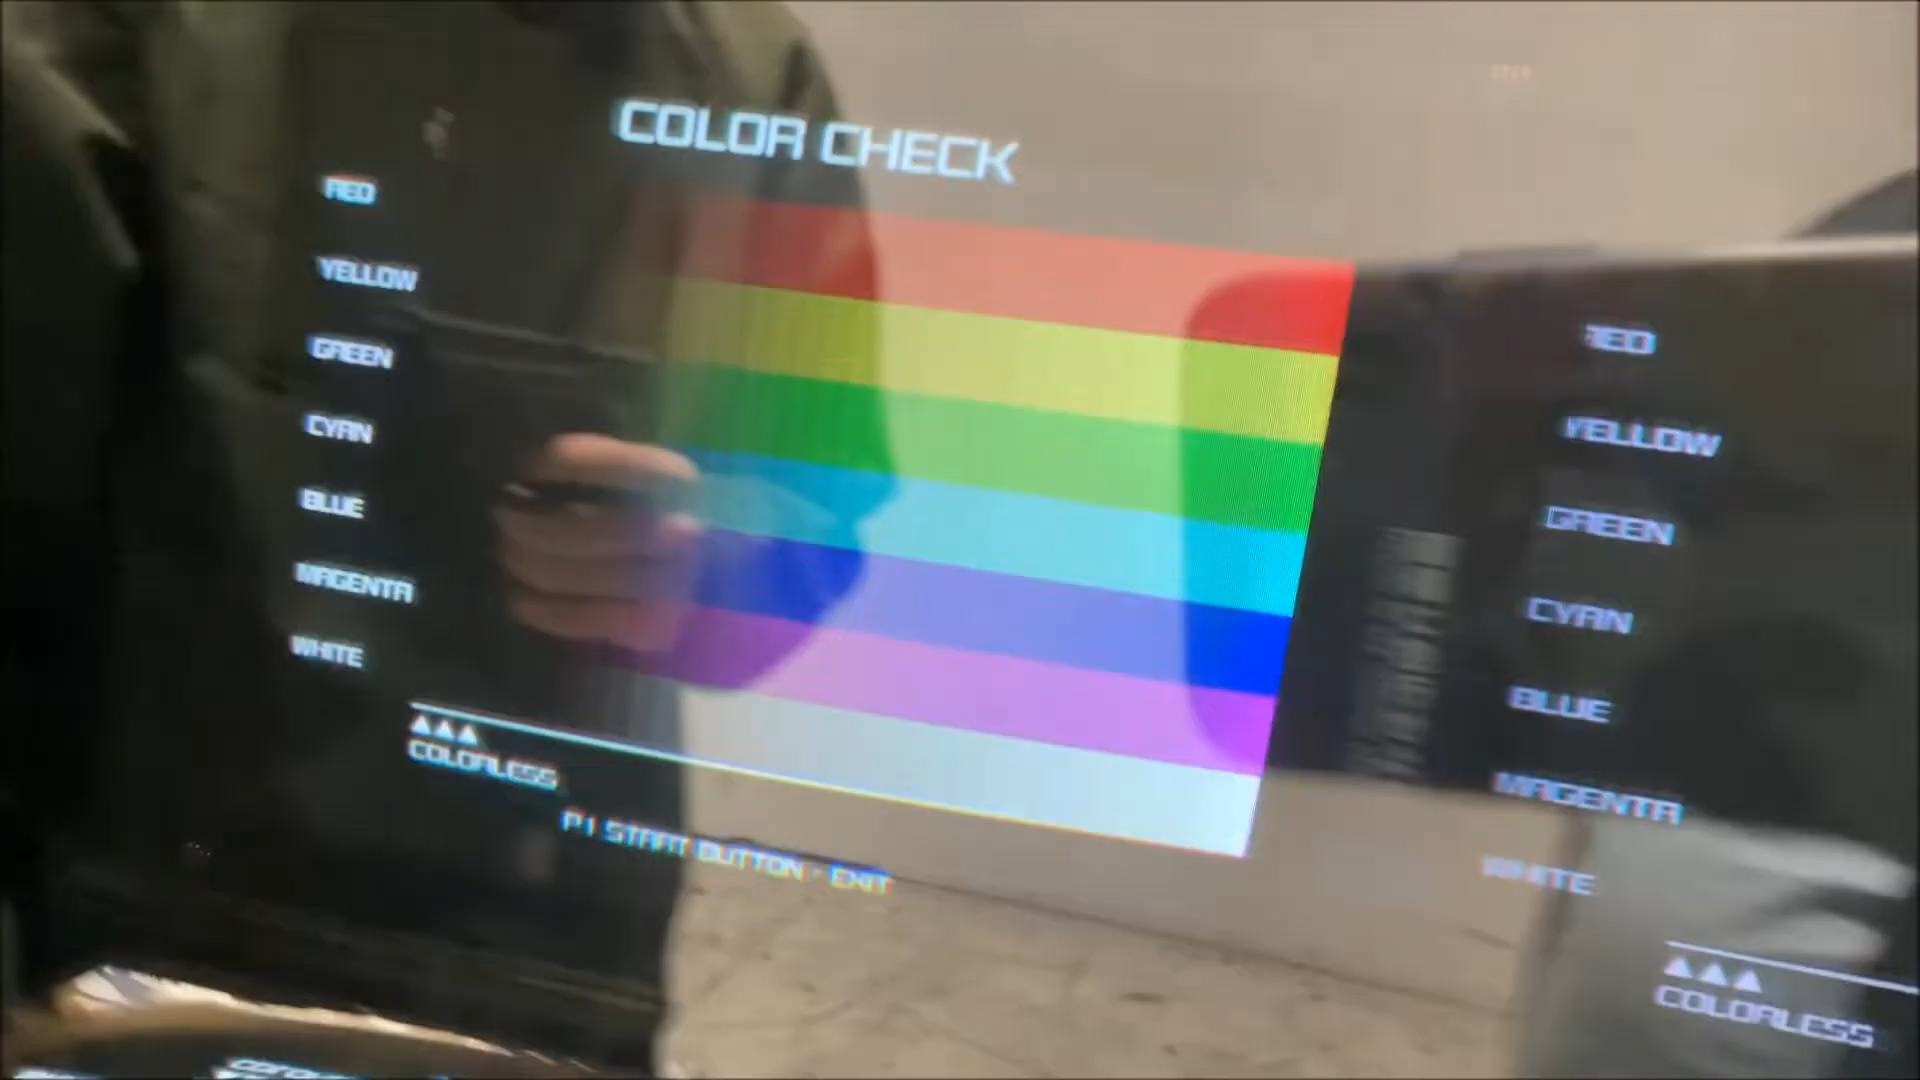 COLOR CHECK
RED
YELLOW
GREEN
CYAN
BLUE
MAGENTA
WHITE
▲▲▲
COLORLESS
P1 START BUTTON - EXIT
RED
YELLOW
GREEN
CYAN
BLUE
MAGENTA
WHITE
▲▲▲
COLORLESS